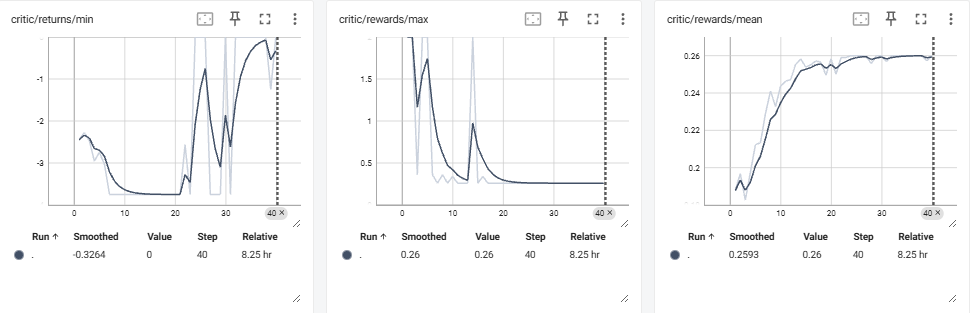 critic/returns/min
-1
-2
-3
0 10 20 30 40 ×
Run ↑ Smoothed Value Step Relative
. -0.3264 0 40 8.25 hr
critic/rewards/max
1.5
1
0.5
0 10 20 30 40 ×
Run ↑ Smoothed Value Step Relative
. 0.26 0.26 40 8.25 hr
critic/rewards/mean
0.26
0.24
0.22
0.2
0 10 20 30 40 ×
Run ↑ Smoothed Value Step Relative
. 0.2593 0.26 40 8.25 hr